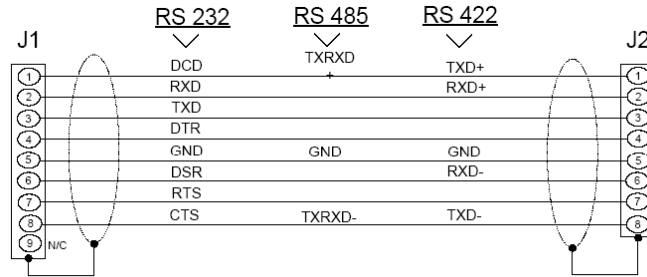 RS 232 RS 485 RS 422
J1 J2
DCD TXRXD + TXD+
RXD RXD+
TXD
DTR
GND GND GND
DSR RXD-
RTS
CTS TXRXD- TXD-
1 1
2 2
3 3
4 4
5 5
6 6
7 7
8 8
9 N/C